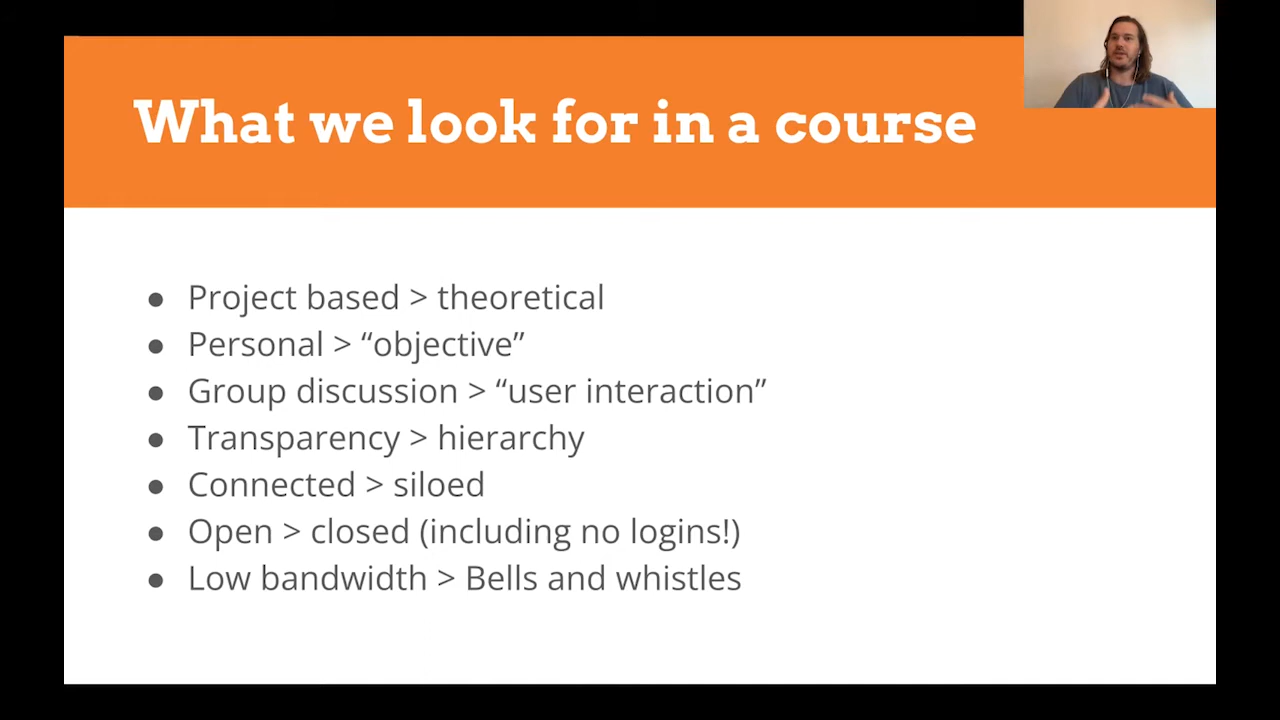 What we look for in a course
● Project based > theoretical
● Personal > “objective”
● Group discussion > “user interaction”
● Transparency > hierarchy
● Connected > siloed
● Open > closed (including no logins!)
● Low bandwidth > Bells and whistles